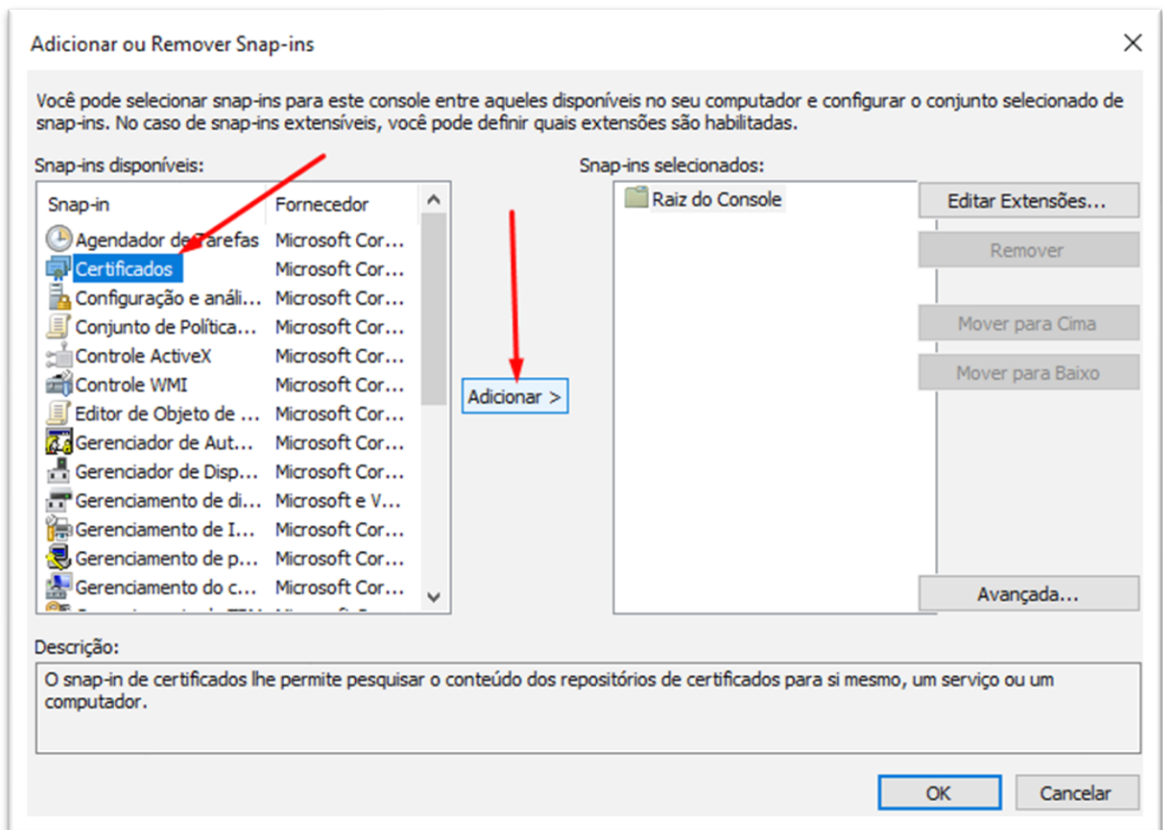 Adicionar ou Remover Snap-ins
Você pode selecionar snap-ins para este console entre aqueles disponíveis no seu computador e configurar o conjunto selecionado de
snap-ins. No caso de snap-ins extensíveis, você pode definir quais extensões são habilitadas.
Snap-ins disponíveis:
Snap-in Fornecedor
Agendador de Tarefas Microsoft Cor...
Certificados Microsoft Cor...
Configuração e análi... Microsoft Cor...
Conjunto de Política... Microsoft Cor...
Controle ActiveX Microsoft Cor...
Controle WMI Microsoft Cor...
Editor de Objeto de ... Microsoft Cor...
Gerenciador de Aut... Microsoft Cor...
Gerenciador de Disp... Microsoft Cor...
Gerenciamento de di... Microsoft e V...
Gerenciamento de I... Microsoft Cor...
Gerenciamento de p... Microsoft Cor...
Gerenciamento do c... Microsoft Cor...
Adicionar >
Snap-ins selecionados:
Raiz do Console
Editar Extensões...
Remover
Mover para Cima
Mover para Baixo
Avançada...
Descrição:
O snap-in de certificados lhe permite pesquisar o conteúdo dos repositórios de certificados para si mesmo, um serviço ou um
computador.
OK
Cancelar